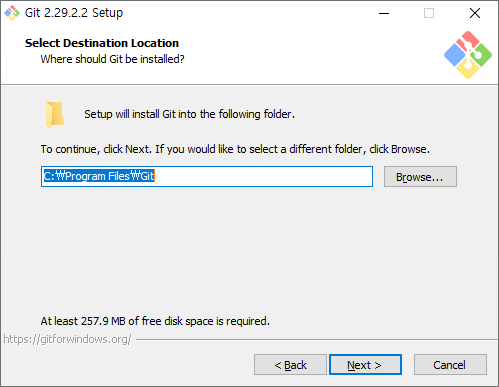 Git 2.29.2.2 Setup
Select Destination Location
Where should Git be installed?
Setup will install Git into the following folder.
To continue, click Next. If you would like to select a different folder, click Browse.
C:₩Program Files₩Git
Browse...
At least 257.9 MB of free disk space is required.
https://gitforwindows.org/
< Back
Next >
Cancel